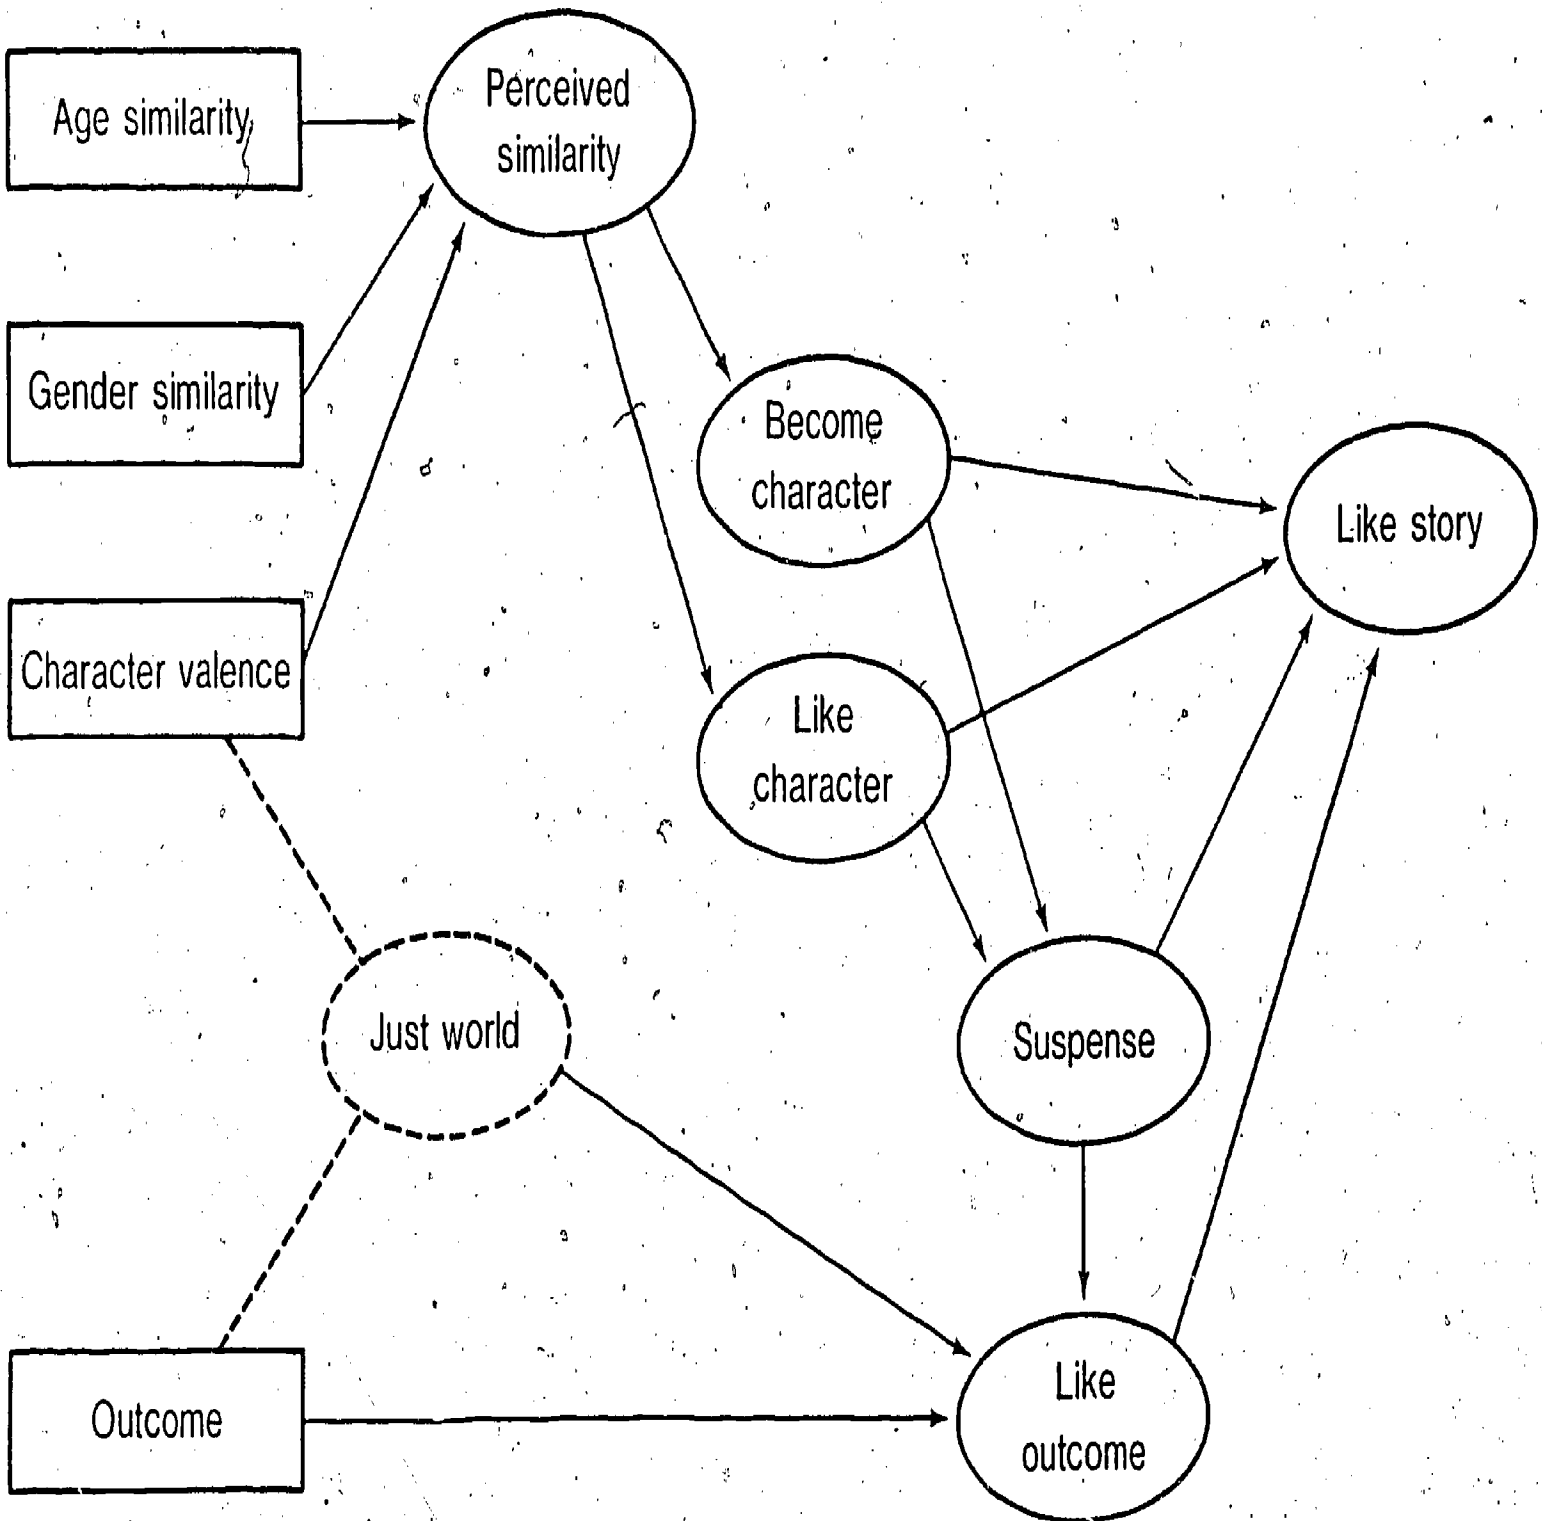 Age similarity
Perceived
similarity
Gender similarity
Become
character
Like story
Character valence
Like
character
Just world
Suspense
Like
outcome
Outcome